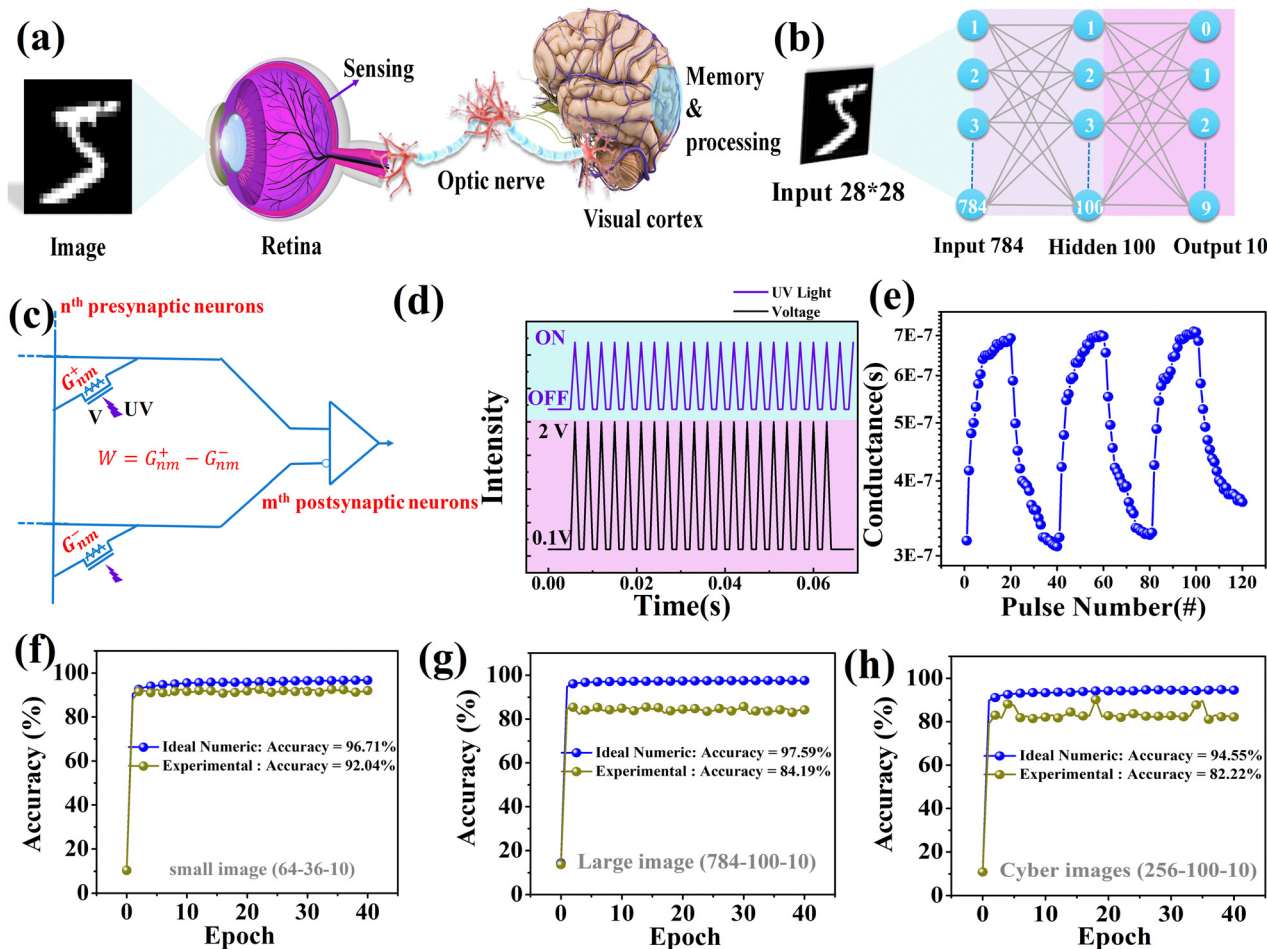 (a)
Sensing
Memory
&
processing
Optic nerve
Visual cortex
Image
Retina
(b)
1
2
3
784
1
2
3
100
0
1
2
9
Input 28*28
Input 784
Hidden 100
Output 10
(c)
nth presynaptic neurons
G+nm
V
UV
W = G+nm − G−nm
mth postsynaptic neurons
G−nm
(d)
UV Light
Voltage
ON
OFF
2 V
0.1V
Intensity
0.00
0.02
0.04
0.06
Time(s)
(e)
Conductance(s)
7E-7
6E-7
5E-7
4E-7
3E-7
0
20
40
60
80
100
120
Pulse Number(#)
(f)
Accuracy (%)
100
80
60
40
20
0
Ideal Numeric: Accuracy = 96.71%
Experimental : Accuracy = 92.04%
small image (64-36-10)
0
10
20
30
40
Epoch
(g)
Accuracy (%)
100
80
60
40
20
0
Ideal Numeric: Accuracy = 97.59%
Experimental : Accuracy = 84.19%
Large image (784-100-10)
0
10
20
30
40
Epoch
(h)
Accuracy (%)
100
80
60
40
20
0
Ideal Numeric: Accuracy = 94.55%
Experimental : Accuracy = 82.22%
Cyber images (256-100-10)
0
10
20
30
40
Epoch